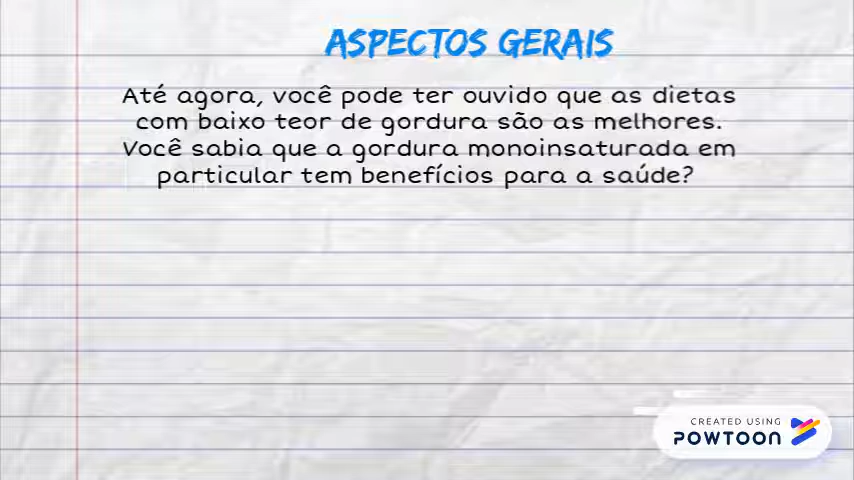 ASPECTOS GERAIS
Até agora, você pode ter ouvido que as dietas
com baixo teor de gordura são as melhores.
Você sabia que a gordura monoinsaturada em
particular tem benefícios para a saúde?
CREATED USING
POWTOON